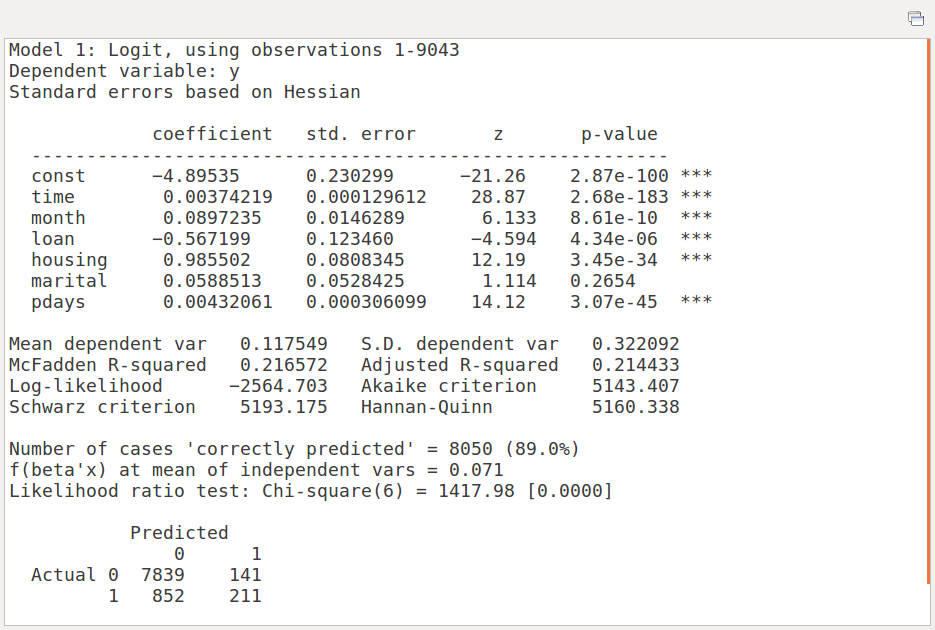 Model 1: Logit, using observations 1-9043
Dependent variable: y
Standard errors based on Hessian
coefficient std. error z p-value
-----------------------------------------------------------
const −4.89535 0.230299 −21.26 2.87e-100 ***
time 0.00374219 0.000129612 28.87 2.68e-183 ***
month 0.0897235 0.0146289 6.133 8.61e-10 ***
loan −0.567199 0.123460 −4.594 4.34e-06 ***
housing 0.985502 0.0808345 12.19 3.45e-34 ***
marital 0.0588513 0.0528425 1.114 0.2654
pdays 0.00432061 0.000306099 14.12 3.07e-45 ***
Mean dependent var 0.117549 S.D. dependent var 0.322092
McFadden R-squared 0.216572 Adjusted R-squared 0.214433
Log-likelihood −2564.703 Akaike criterion 5143.407
Schwarz criterion 5193.175 Hannan-Quinn 5160.338
Number of cases 'correctly predicted' = 8050 (89.0%)
f(beta'x) at mean of independent vars = 0.071
Likelihood ratio test: Chi-square(6) = 1417.98 [0.0000]
Predicted
0 1
Actual 0 7839 141
1 852 211